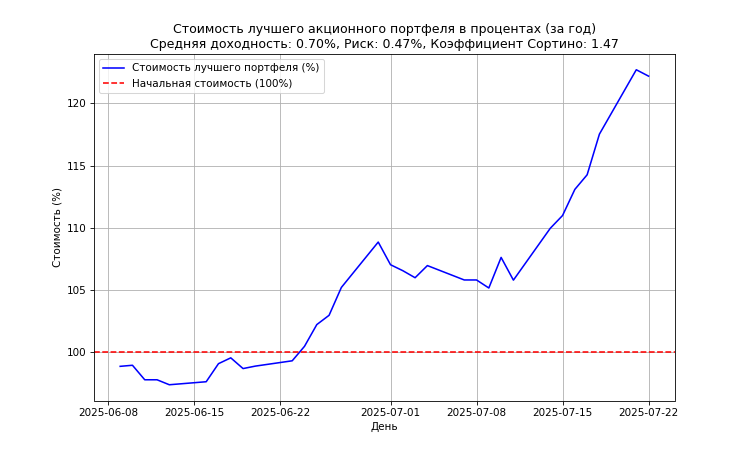 Стоимость лучшего акционного портфеля в процентах (за год)
Средняя доходность: 0.70%, Риск: 0.47%, Коэффициент Сортино: 1.47
Стоимость лучшего портфеля (%)
Начальная стоимость (100%)
Стоимость (%)
120
115
110
105
100
2025-06-08
2025-06-15
2025-06-22
2025-07-01
2025-07-08
2025-07-15
2025-07-22
День